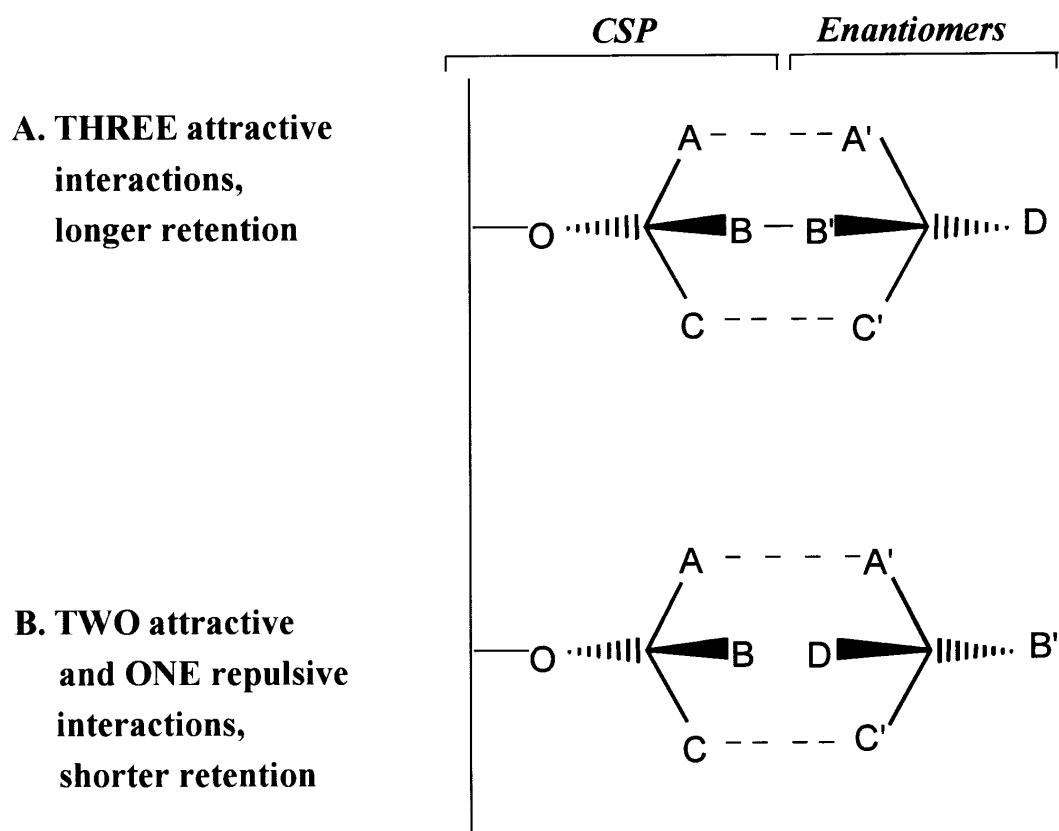 CSP Enantiomers
A. THREE attractive
interactions,
longer retention
A A'
O B B' D
C C'
B. TWO attractive
and ONE repulsive
interactions,
shorter retention
A A'
O B D B'
C C'